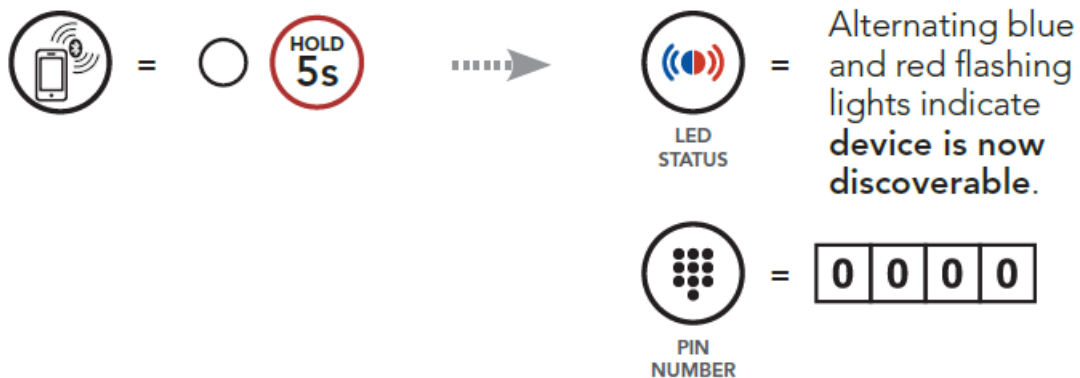 =
HOLD
5s
=
Alternating blue
and red flashing
lights indicate
device is now
discoverable.
LED
STATUS
=
0 0 0 0
PIN
NUMBER